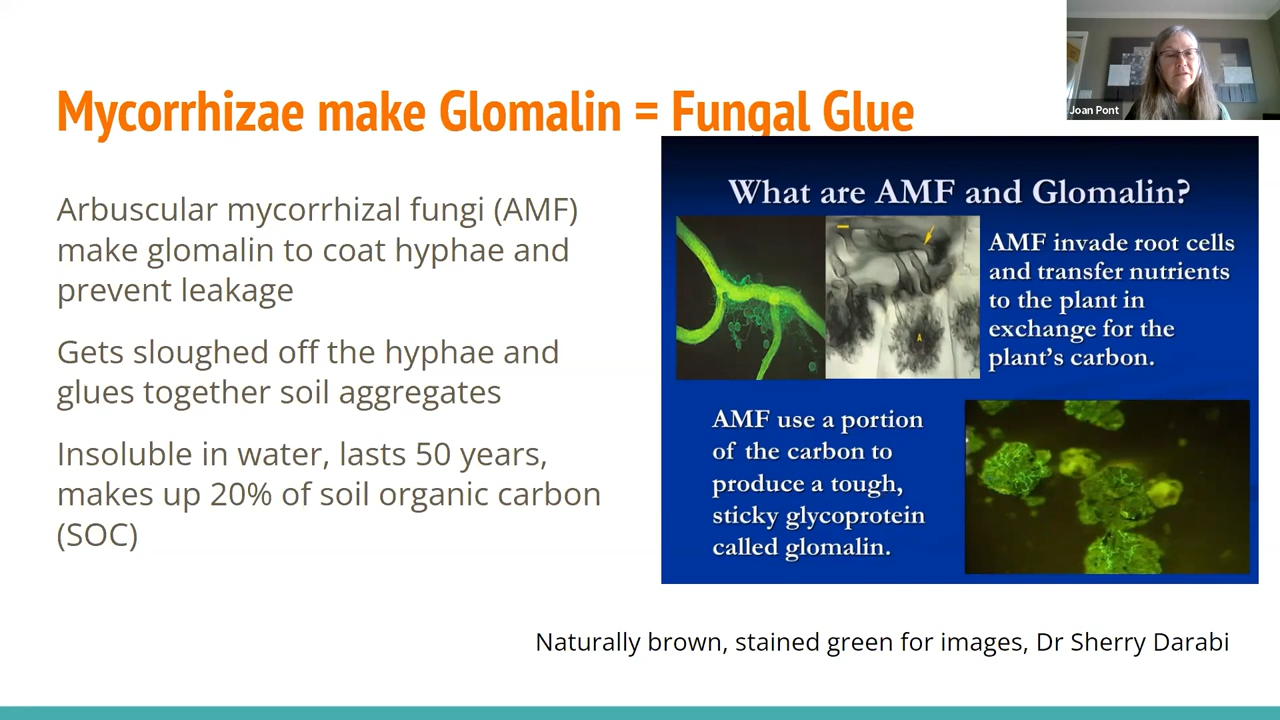 Joan Pont
Mycorrhizae make Glomalin = Fungal Glue
Arbuscular mycorrhizal fungi (AMF)
make glomalin to coat hyphae and
prevent leakage
Gets sloughed off the hyphae and
glues together soil aggregates
Insoluble in water, lasts 50 years,
makes up 20% of soil organic carbon
(SOC)
What are AMF and Glomalin?
A
AMF invade root cells
and transfer nutrients
to the plant in
exchange for the
plant's carbon.
AMF use a portion
of the carbon to
produce a tough,
sticky glycoprotein
called glomalin.
Naturally brown, stained green for images, Dr Sherry Darabi